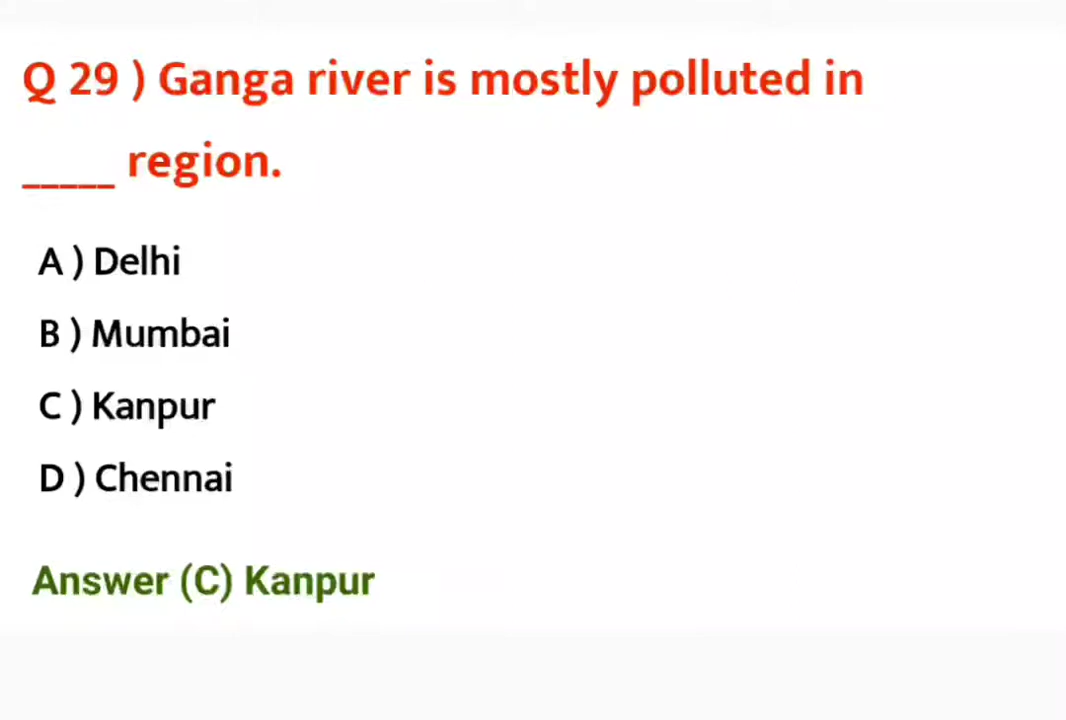 Q 29 ) Ganga river is mostly polluted in
_____ region.
A ) Delhi
B ) Mumbai
C ) Kanpur
D ) Chennai
Answer (C) Kanpur